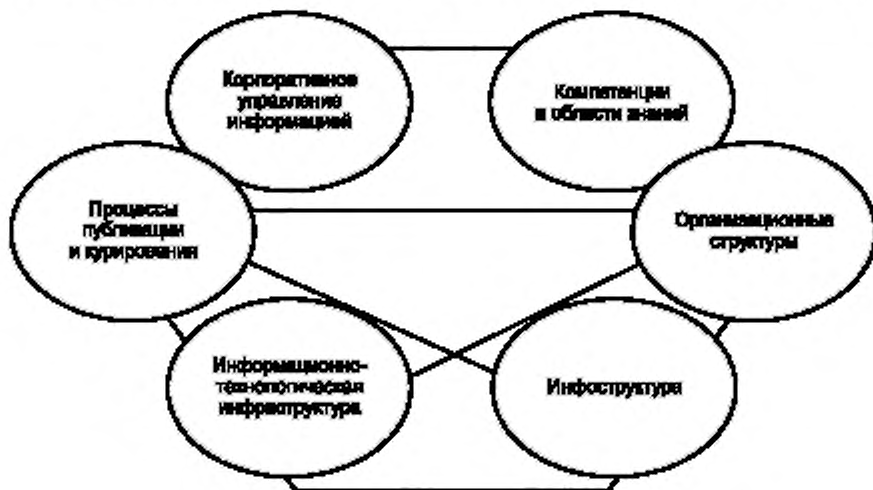 Корпоративное
управление
информацией
Компетенции
в области знаний
Процессы
публикации
и курирования
Организационные
структуры
Информационно-
технологическая
инфраструктура
Инфоструктура